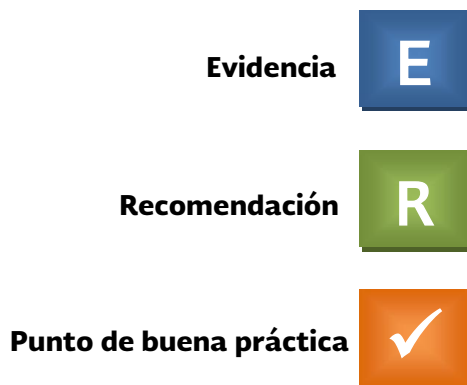 Evidencia E
Recomendación R
Punto de buena práctica ✓